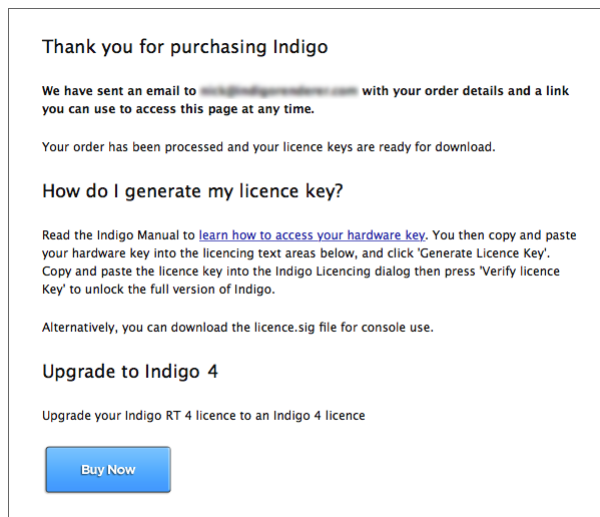 Thank you for purchasing Indigo
We have sent an email to with your order details and a link
you can use to access this page at any time.
Your order has been processed and your licence keys are ready for download.
How do I generate my licence key?
Read the Indigo Manual to learn how to access your hardware key. You then copy and paste
your hardware key into the licencing text areas below, and click 'Generate Licence Key'.
Copy and paste the licence key into the Indigo Licencing dialog then press 'Verify licence
Key' to unlock the full version of Indigo.
Alternatively, you can download the licence.sig file for console use.
Upgrade to Indigo 4
Upgrade your Indigo RT 4 licence to an Indigo 4 licence
Buy Now